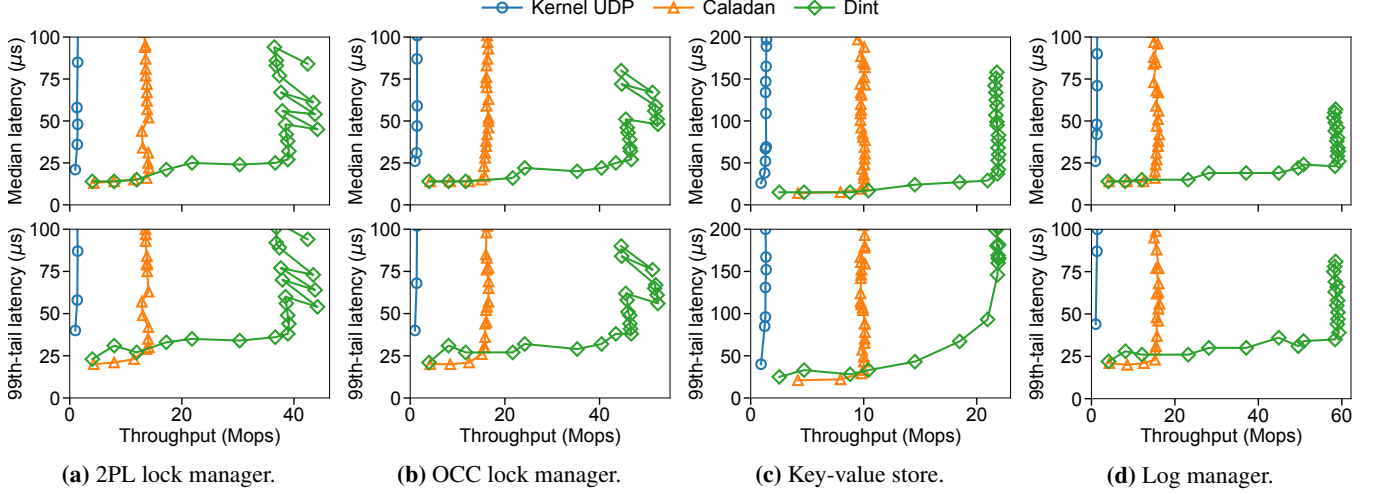 Kernel UDP Caladan Dint
Median latency (μs)
100
75
50
25
0
Median latency (μs)
100
75
50
25
0
Median latency (μs)
200
150
100
50
0
Median latency (μs)
100
75
50
25
0
99th-tail latency (μs)
100
75
50
25
0
0 20 40
Throughput (Mops)
99th-tail latency (μs)
100
75
50
25
0
0 20 40
Throughput (Mops)
99th-tail latency (μs)
200
150
100
50
0
0 10 20
Throughput (Mops)
99th-tail latency (μs)
100
75
50
25
0
0 20 40 60
Throughput (Mops)
(a) 2PL lock manager.
(b) OCC lock manager.
(c) Key-value store.
(d) Log manager.